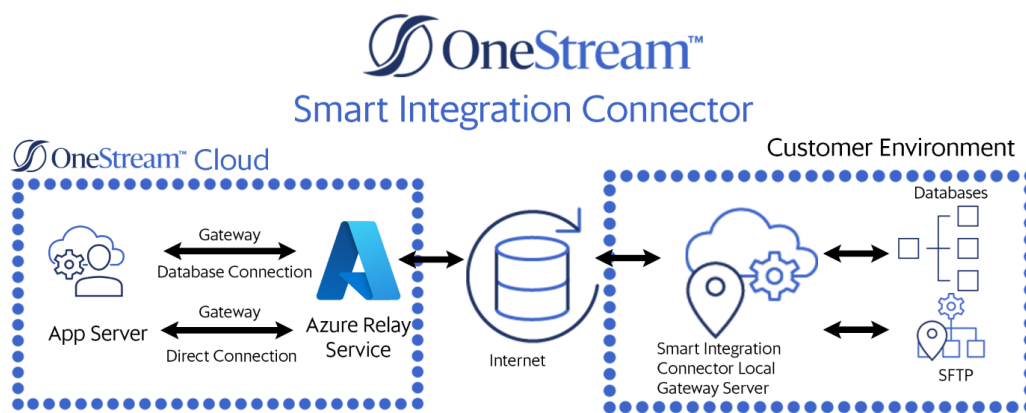 OneStream™
Smart Integration Connector
OneStream™ Cloud
Customer Environment
Databases
Gateway
Database Connection
Gateway
App Server
Direct Connection
Azure Relay
Service
Internet
Smart Integration
Connector Local
Gateway Server
SFTP